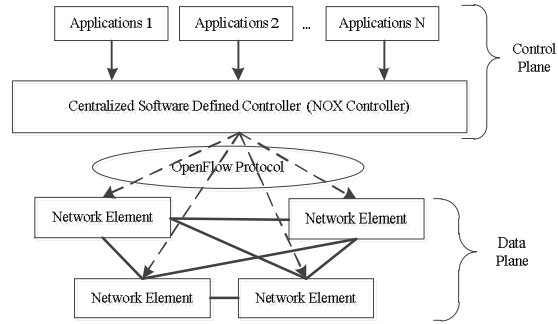 Applications 1
Applications 2
...
Applications N
Control
Plane
Centralized Software Defined Controller (NOX Controller)
OpenFlow Protocol
Network Element
Network Element
Data
Plane
Network Element
Network Element